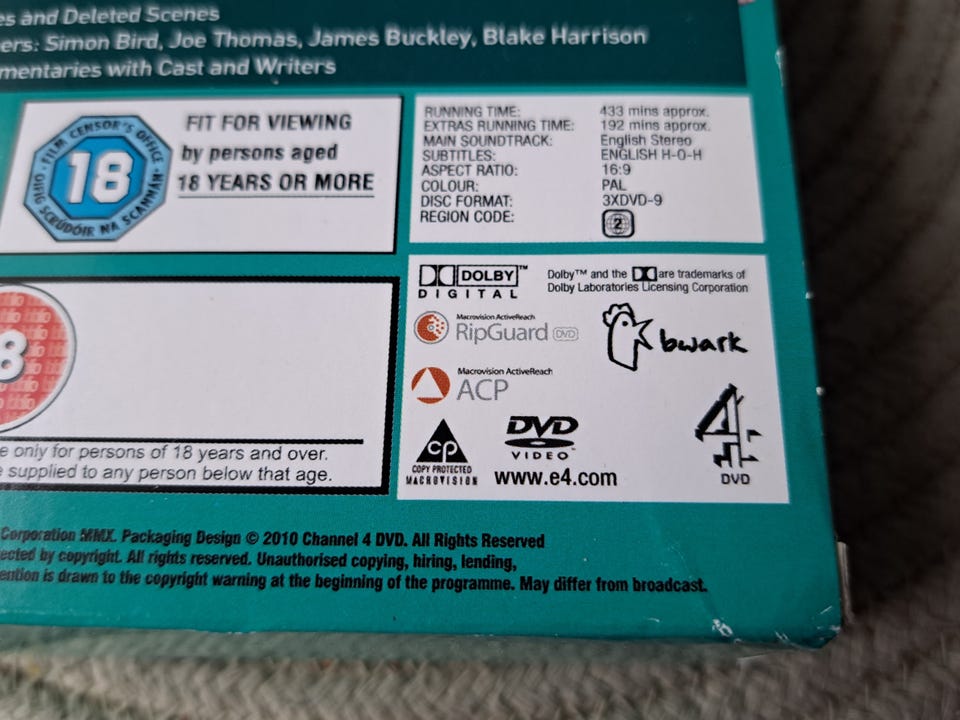 es and Deleted Scenes
ers: Simon Bird, Joe Thomas, James Buckley, Blake Harrison
mentaries with Cast and Writers
FILM CENSOR'S OFFICE
18
OIFIG SCRÚDÓIR NA SCANNÁN
FIT FOR VIEWING
by persons aged
18 YEARS OR MORE
RUNNING TIME: 433 mins approx.
EXTRAS RUNNING TIME: 192 mins approx.
MAIN SOUNDTRACK: English Stereo
SUBTITLES: ENGLISH H-O-H
ASPECT RATIO: 16:9
COLOUR: PAL
DISC FORMAT: 3XDVD-9
REGION CODE: 2
8
e only for persons of 18 years and over.
e supplied to any person below that age.
DOLBY™
DIGITAL
Dolby™ and the are trademarks of
Dolby Laboratories Licensing Corporation
Macrovision ActiveReach
RipGuard DVD
bwark
Macrovision ActiveReach
ACP
cp
COPY PROTECTED
MACROVISION
DVD
VIDEO™
www.e4.com
4
DVD
Corporation MMX. Packaging Design © 2010 Channel 4 DVD. All Rights Reserved
ected by copyright. All rights reserved. Unauthorised copying, hiring, lending,
ention is drawn to the copyright warning at the beginning of the programme. May differ from broadcast.